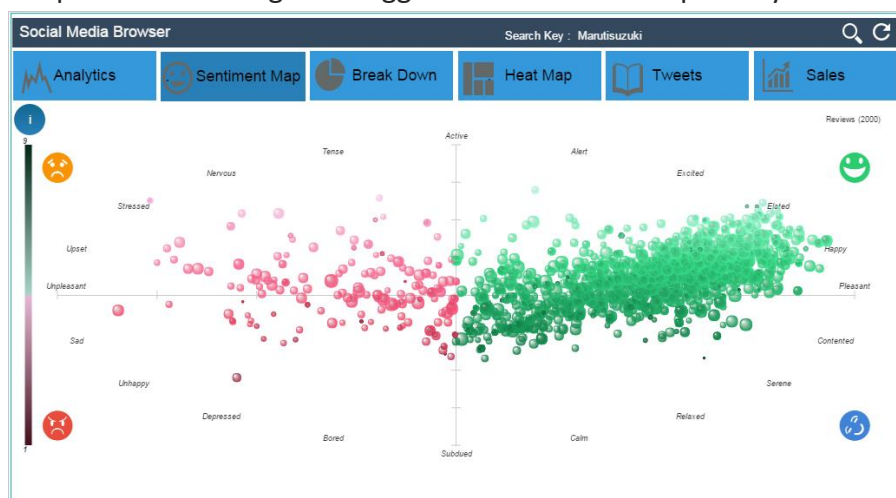 Social Media Browser
Search Key : Marutisuzuki
Analytics
Sentiment Map
Break Down
Heat Map
Tweets
Sales
i
Reviews (2000)
9
Active
Tense
Alert
Nervous
Excited
Stressed
Elated
Upset
Happy
Unpleasant
Pleasant
Sad
Contented
Unhappy
Serene
Depressed
Relaxed
Bored
Calm
1
Subdued